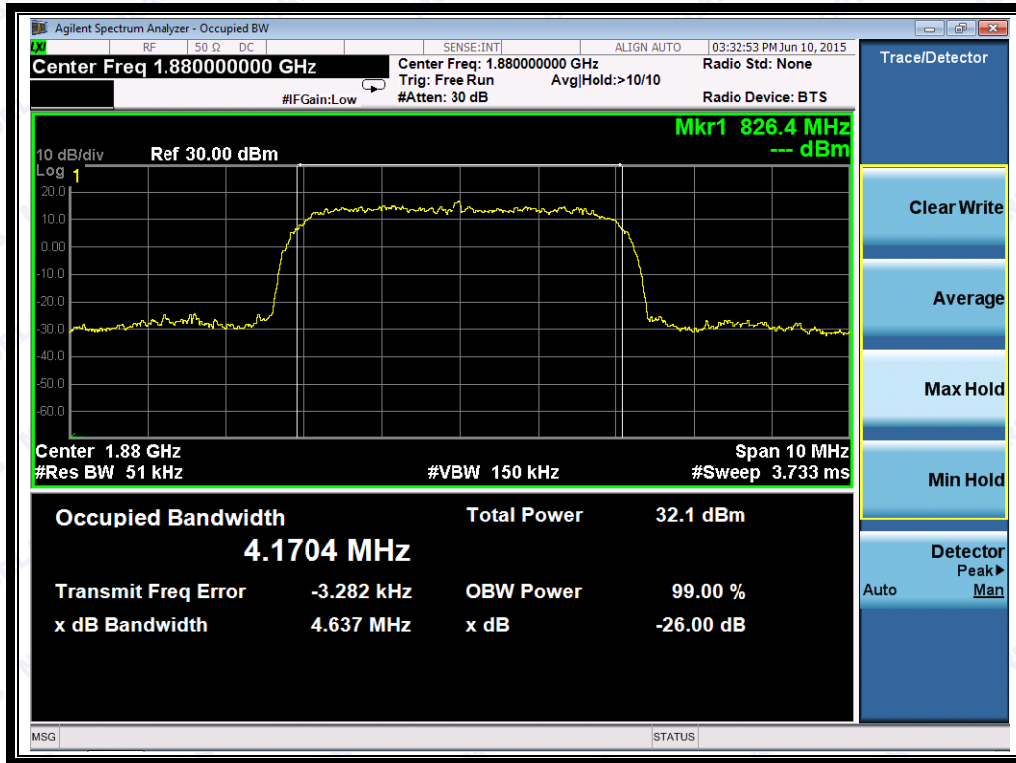 Agilent Spectrum Analyzer - Occupied BW
LXI RF 50 Ω DC SENSE:INT ALIGN AUTO 03:32:53 PM Jun 10, 2015
Center Freq 1.880000000 GHz
Center Freq: 1.880000000 GHz
Radio Std: None
Trig: Free Run Avg|Hold:>10/10
#IFGain:Low #Atten: 30 dB Radio Device: BTS
Mkr1 826.4 MHz
--- dBm
10 dB/div Ref 30.00 dBm
Log
1
20.0
10.0
0.00
-10.0
-20.0
-30.0
-40.0
-50.0
-60.0
Center 1.88 GHz Span 10 MHz
#Res BW 51 kHz #VBW 150 kHz #Sweep 3.733 ms
Occupied Bandwidth Total Power 32.1 dBm
4.1704 MHz
Transmit Freq Error -3.282 kHz OBW Power 99.00 %
x dB Bandwidth 4.637 MHz x dB -26.00 dB
MSG STATUS
Trace/Detector
Clear Write
Average
Max Hold
Min Hold
Detector
Peak▶
Auto Man